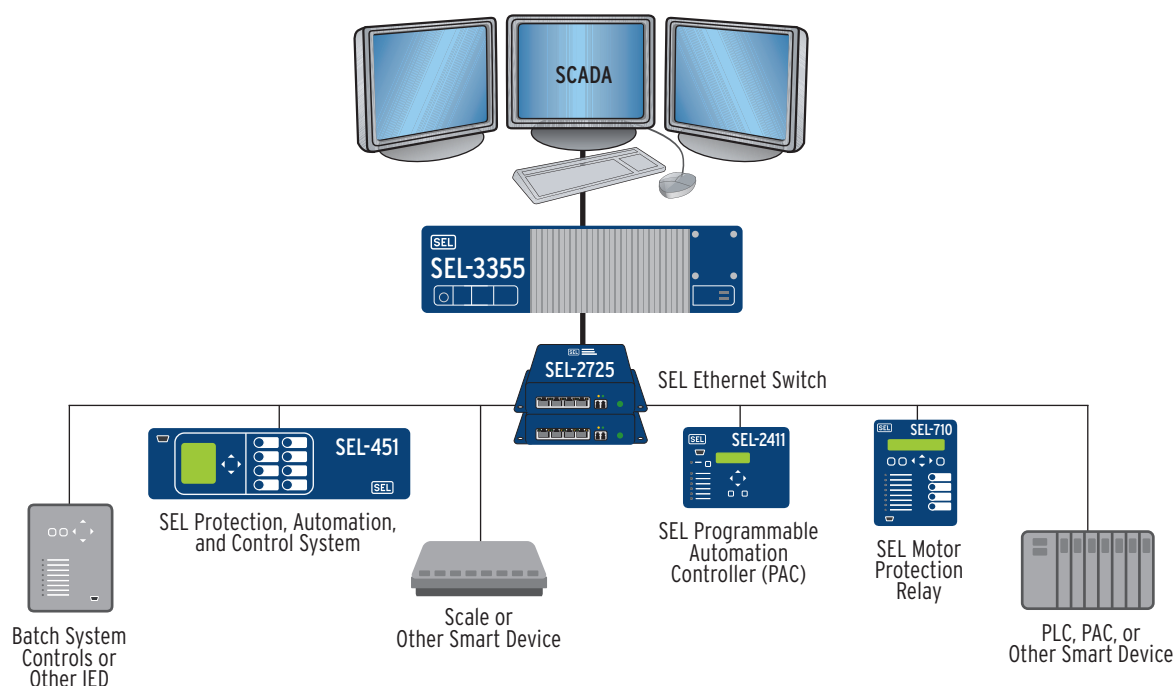 SCADA
SEL
SEL-3355
SEL
SEL-2725
SEL Ethernet Switch
SEL-451
SEL
SEL Protection, Automation,
and Control System
SEL
SEL-2411
SEL Programmable
Automation
Controller (PAC)
SEL
SEL-710
SEL Motor
Protection
Relay
Batch System
Controls or
Other IED
Scale or
Other Smart Device
PLC, PAC, or
Other Smart Device